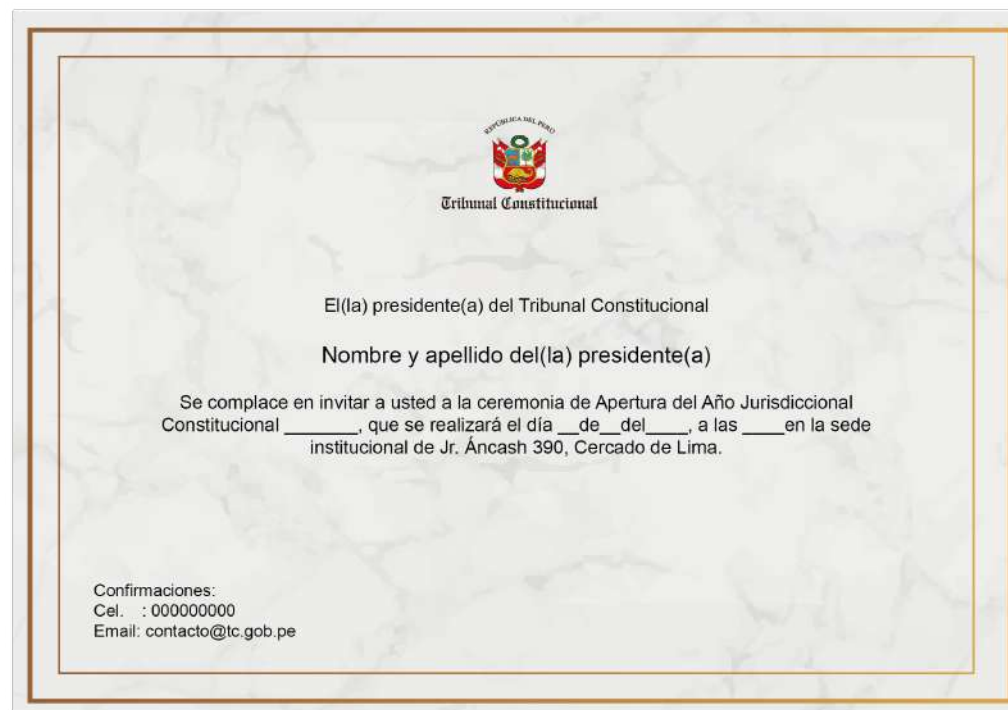 REPÚBLICA DEL PERÚ
Tribunal Constitucional
El(la) presidente(a) del Tribunal Constitucional
Nombre y apellido del(la) presidente(a)
Se complace en invitar a usted a la ceremonia de Apertura del Año Jurisdiccional
Constitucional _______, que se realizará el día __de__del____, a las ____en la sede
institucional de Jr. Áncash 390, Cercado de Lima.
Confirmaciones:
Cel. : 000000000
Email: contacto@tc.gob.pe